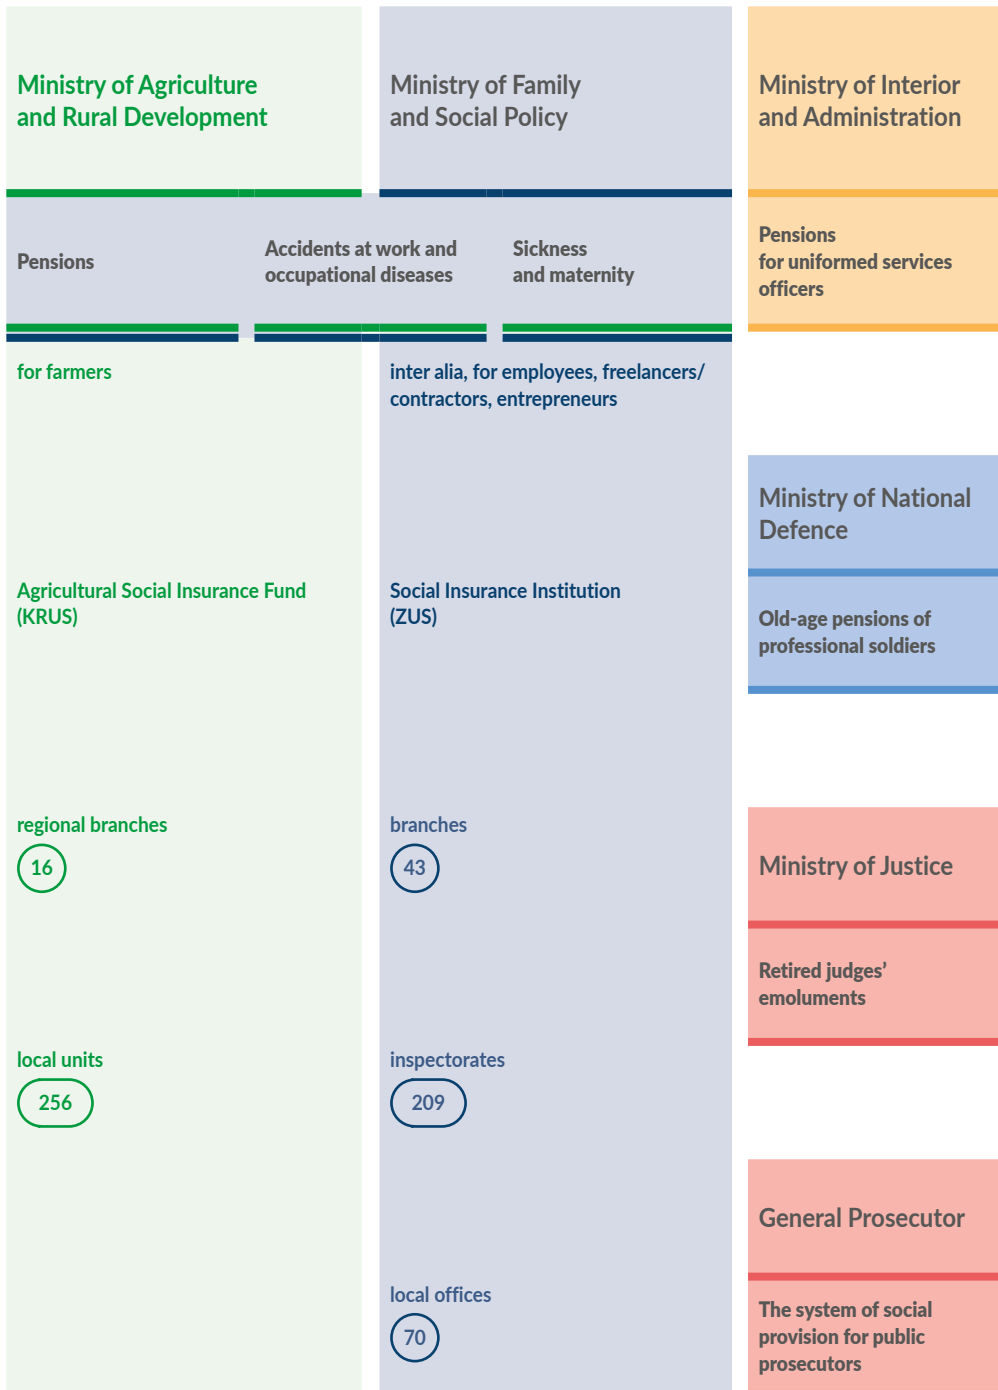 Ministry of Agriculture
and Rural Development
Ministry of Family
and Social Policy
Pensions
Accidents at work and
occupational diseases
Sickness
and maternity
for farmers
inter alia, for employees, freelancers/
contractors, entrepreneurs
Agricultural Social Insurance Fund
(KRUS)
Social Insurance Institution
(ZUS)
regional branches
16
branches
43
local units
256
inspectorates
209
local offices
70
Ministry of Interior
and Administration
Pensions
for uniformed services
officers
Ministry of National
Defence
Old-age pensions of
professional soldiers
Ministry of Justice
Retired judges’
emoluments
General Prosecutor
The system of social
provision for public
prosecutors